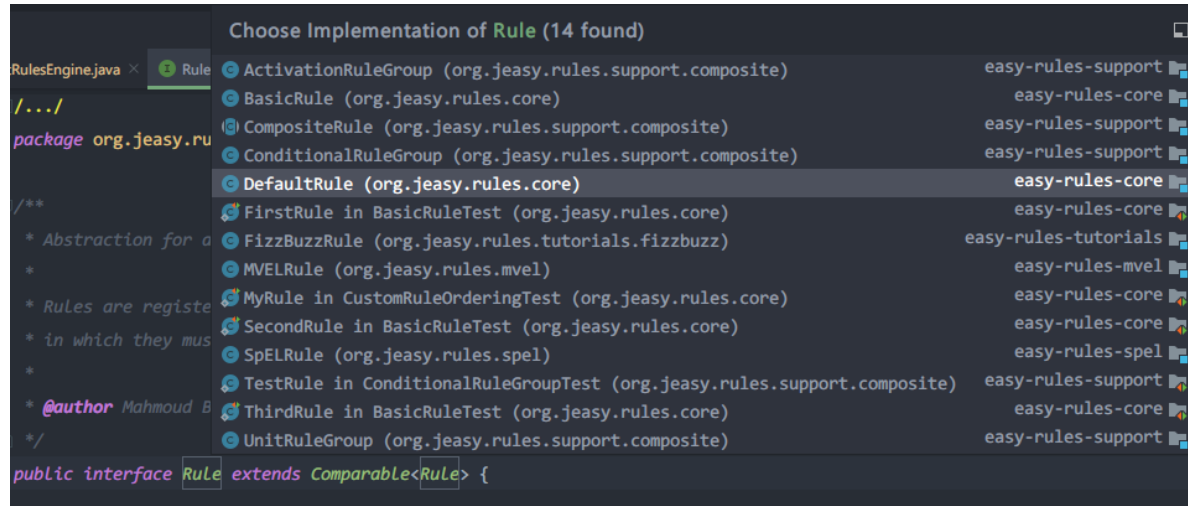 Choose Implementation of Rule (14 found)
RulesEngine.java × I Rule
C ActivationRuleGroup (org.jeasy.rules.support.composite) easy-rules-support
C BasicRule (org.jeasy.rules.core) easy-rules-core
/.../
C CompositeRule (org.jeasy.rules.support.composite) easy-rules-support
package org.jeasy.ru
C ConditionalRuleGroup (org.jeasy.rules.support.composite) easy-rules-support
C DefaultRule (org.jeasy.rules.core) easy-rules-core
/**
C FirstRule in BasicRuleTest (org.jeasy.rules.core) easy-rules-core
* Abstraction for a
C FizzBuzzRule (org.jeasy.rules.tutorials.fizzbuzz) easy-rules-tutorials
*
C MVELRule (org.jeasy.rules.mvel) easy-rules-mvel
* Rules are registe
C MyRule in CustomRuleOrderingTest (org.jeasy.rules.core) easy-rules-core
* in which they mus
C SecondRule in BasicRuleTest (org.jeasy.rules.core) easy-rules-core
C SpELRule (org.jeasy.rules.spel) easy-rules-spel
*
C TestRule in ConditionalRuleGroupTest (org.jeasy.rules.support.composite) easy-rules-support
* @author Mahmoud B
C ThirdRule in BasicRuleTest (org.jeasy.rules.core) easy-rules-core
*/
C UnitRuleGroup (org.jeasy.rules.support.composite) easy-rules-support
public interface Rule extends Comparable<Rule> {